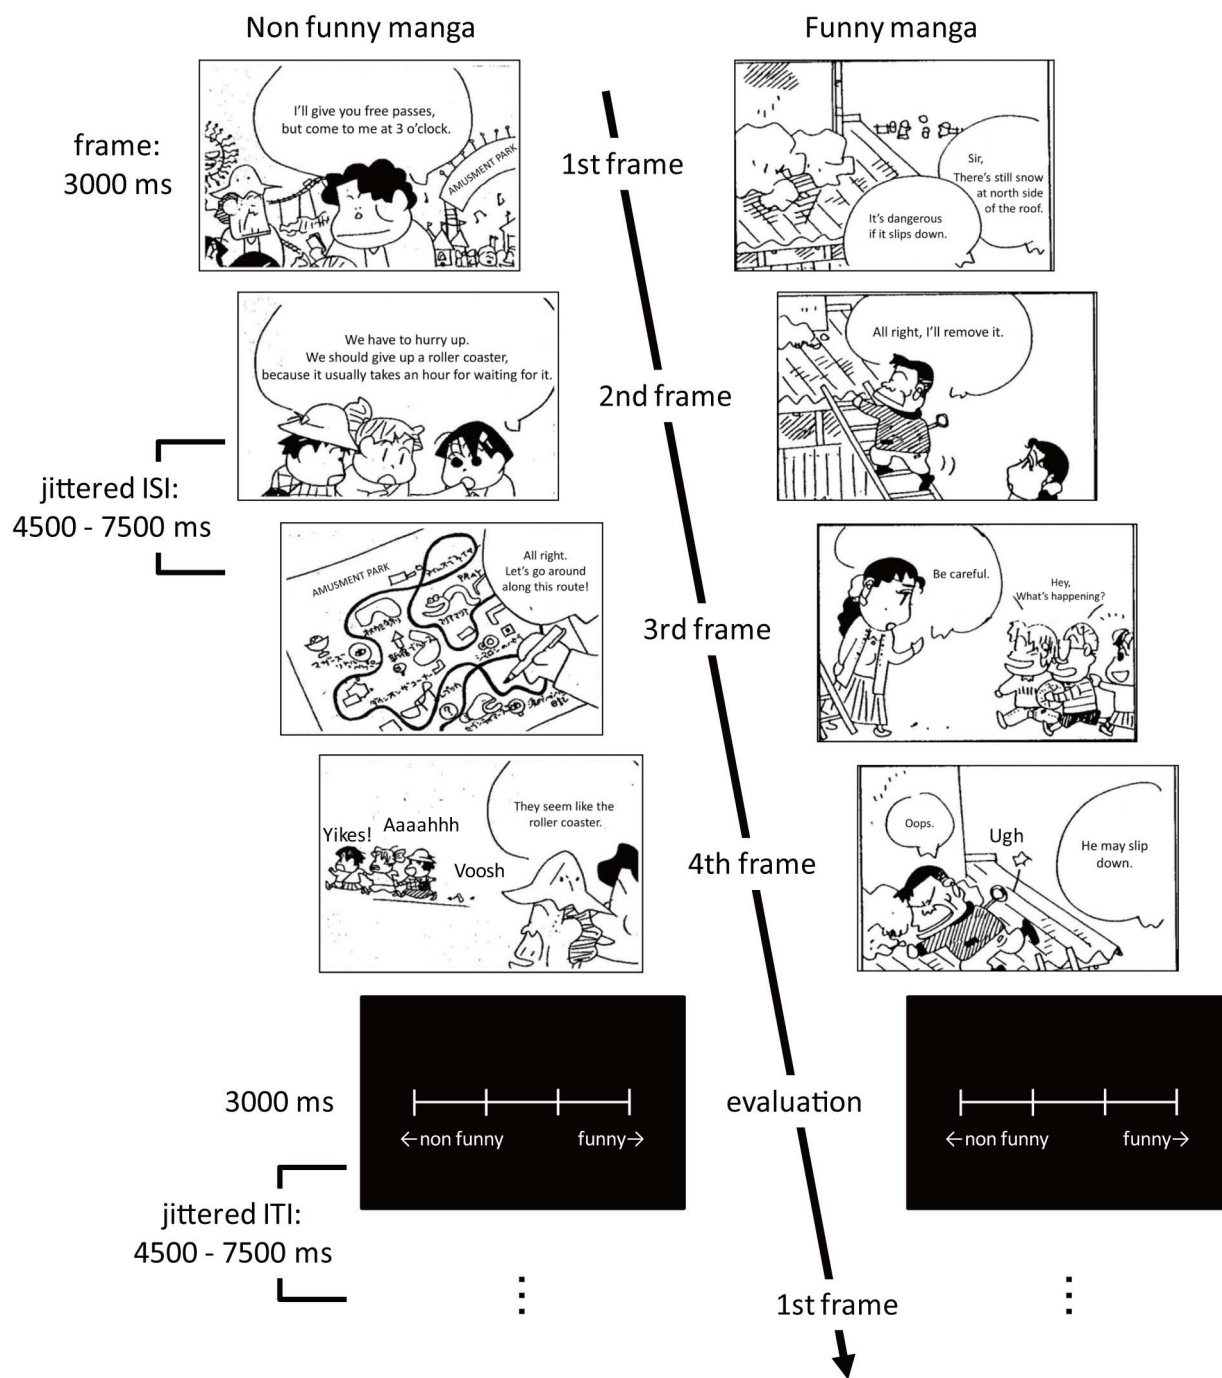 Non funny manga
Funny manga
frame:
3000 ms
I'll give you free passes,
but come to me at 3 o'clock.
AMUSMENT PARK
1st frame
Sir,
There's still snow
at north side
of the roof.
It's dangerous
if it slips down.
We have to hurry up.
We should give up a roller coaster,
because it usually takes an hour for waiting for it.
2nd frame
All right, I'll remove it.
jittered ISI:
4500 - 7500 ms
AMUSMENT PARK
All right.
Let's go around
along this route!
3rd frame
Be careful.
Hey,
What's happening?
Yikes!
Aaaahhh
Voosh
They seem like the
roller coaster.
4th frame
Oops.
Ugh
He may slip
down.
3000 ms
←non funny
funny→
evaluation
←non funny
funny→
jittered ITI:
4500 - 7500 ms
1st frame